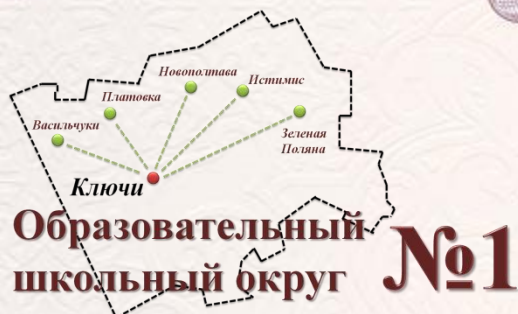 Новополтава
Истимис
Платовка
Васильчуки
Зеленая
Поляна
Ключи
Образовательный
школьный округ №1